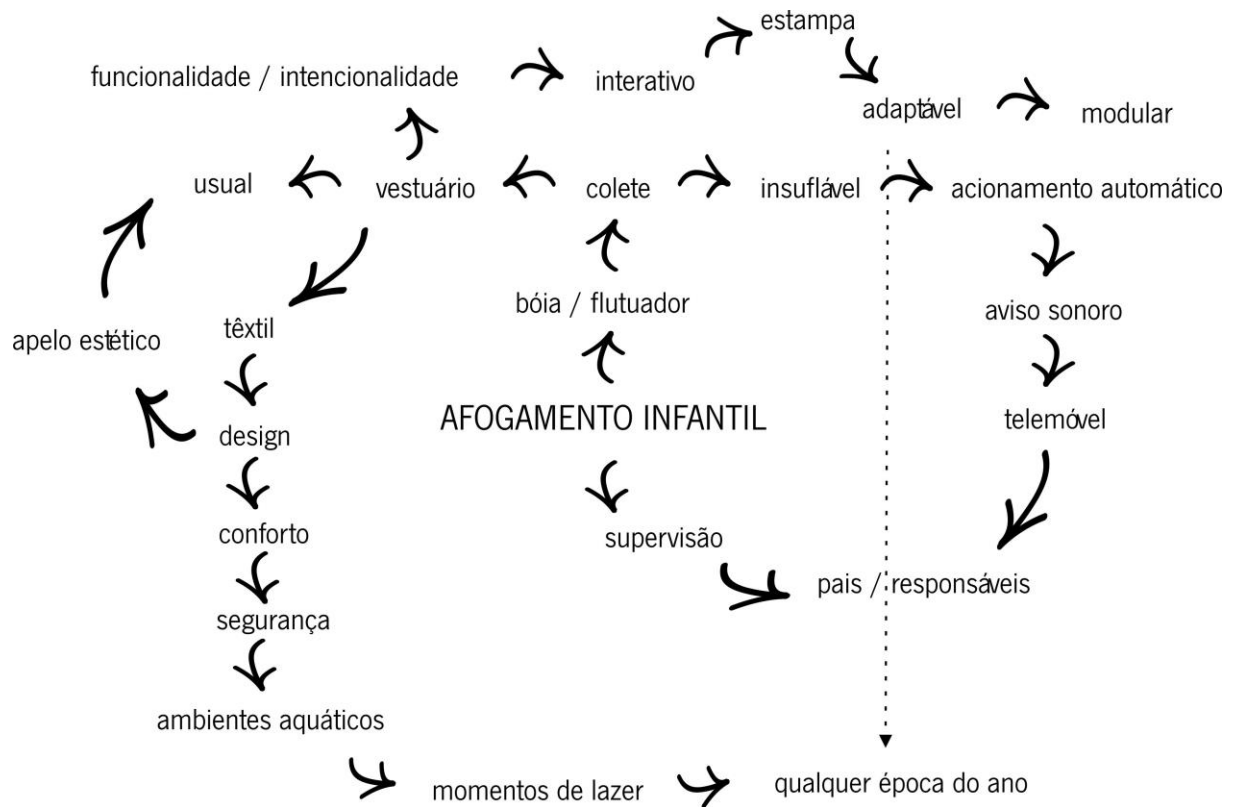 estampa
funcionalidade / intencionalidade
interativo
adaptável
modular
usual
vestuário
colete
insuflável
acionamento automático
bóia / flutuador
aviso sonoro
têxtil
apelo estético
AFOGAMENTO INFANTIL
telemóvel
design
conforto
supervisão
pais / responsáveis
segurança
ambientes aquáticos
momentos de lazer
qualquer época do ano